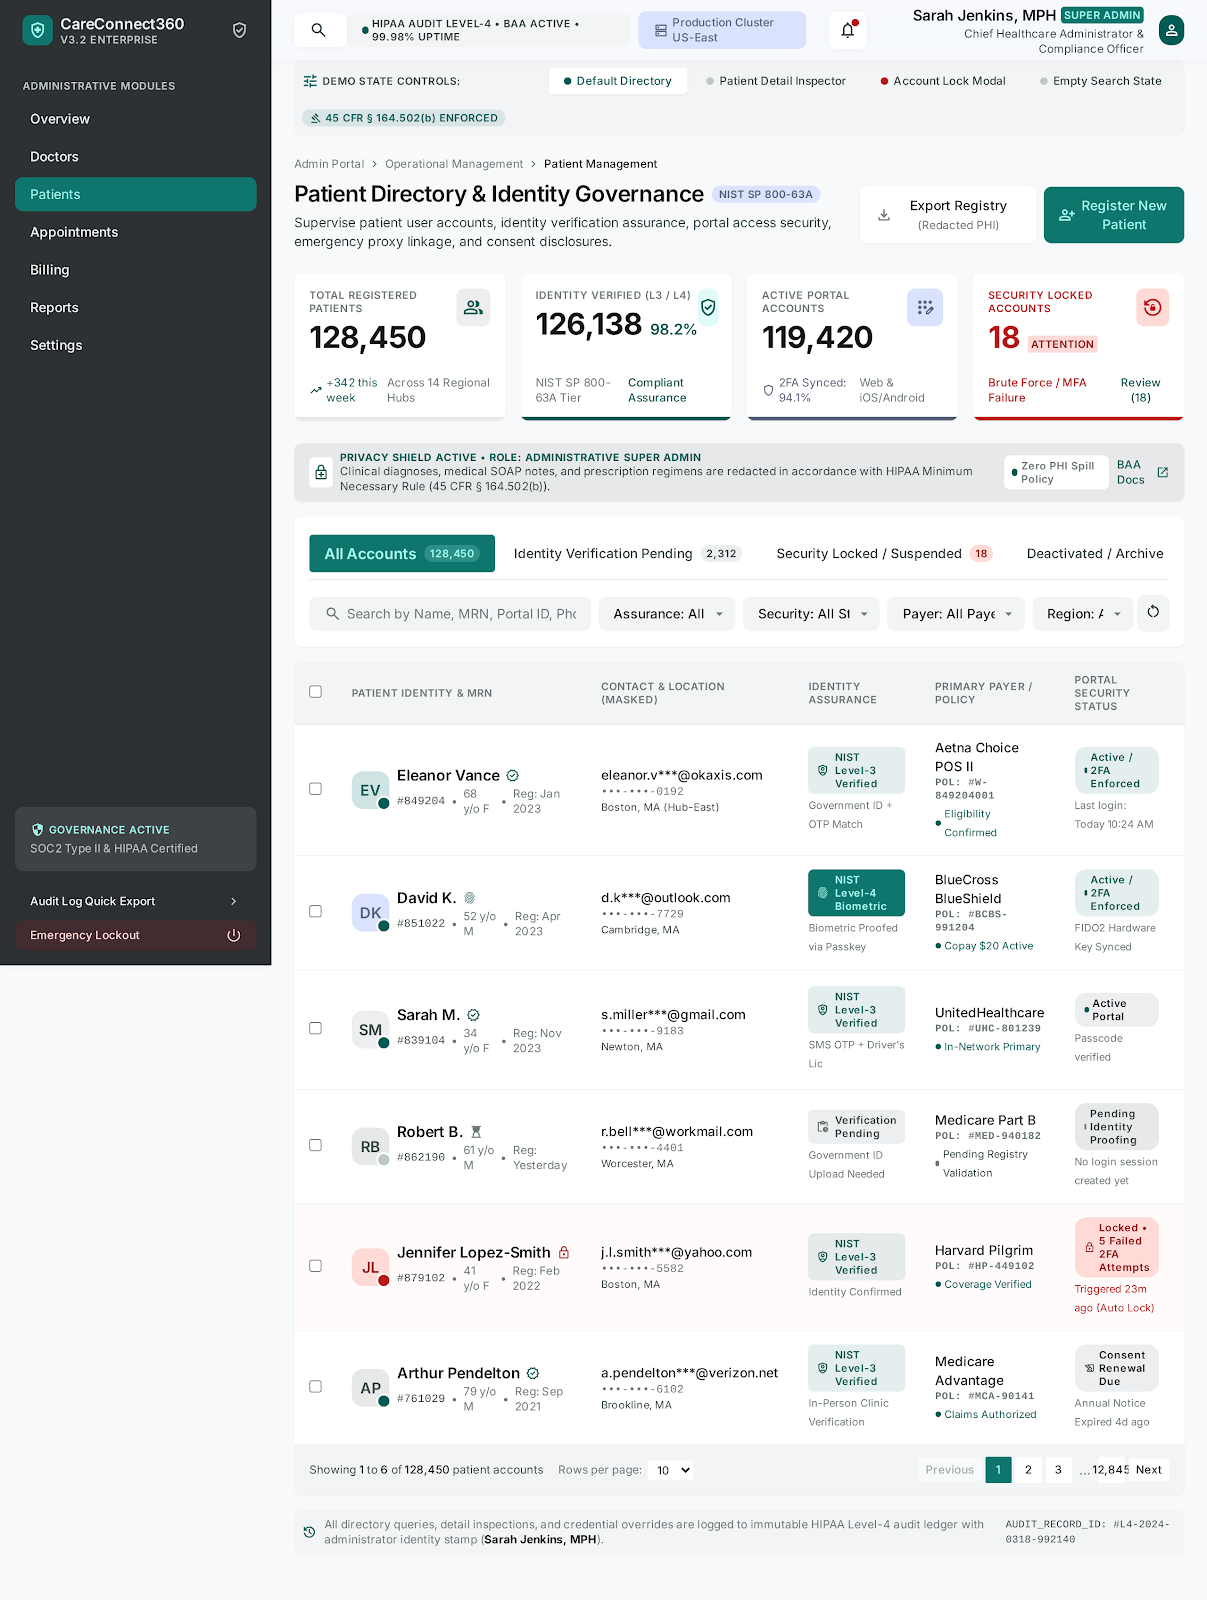 CareConnect360
V3.2 ENTERPRISE
ADMINISTRATIVE MODULES
Overview
Doctors
Patients
Appointments
Billing
Reports
Settings
GOVERNANCE ACTIVE
SOC2 Type II & HIPAA Certified
Audit Log Quick Export
Emergency Lockout
HIPAA AUDIT LEVEL-4 • BAA ACTIVE •
99.98% UPTIME
Production Cluster
US-East
Sarah Jenkins, MPH SUPER ADMIN
Chief Healthcare Administrator &
Compliance Officer
DEMO STATE CONTROLS:
Default Directory
Patient Detail Inspector
Account Lock Modal
Empty Search State
45 CFR § 164.502(b) ENFORCED
Admin Portal > Operational Management > Patient Management
Patient Directory & Identity Governance NIST SP 800-63A
Supervise patient user accounts, identity verification assurance, portal access security,
emergency proxy linkage, and consent disclosures.
Export Registry
(Redacted PHI)
Register New
Patient
TOTAL REGISTERED
PATIENTS
128,450
+342 this
week
Across 14 Regional
Hubs
IDENTITY VERIFIED (L3 / L4)
126,138 98.2%
NIST SP 800-
63A Tier
Compliant
Assurance
ACTIVE PORTAL
ACCOUNTS
119,420
2FA Synced:
94.1%
Web &
iOS/Android
SECURITY LOCKED
ACCOUNTS
18 ATTENTION
Brute Force / MFA
Failure
Review
(18)
PRIVACY SHIELD ACTIVE • ROLE: ADMINISTRATIVE SUPER ADMIN
Clinical diagnoses, medical SOAP notes, and prescription regimens are redacted in accordance with HIPAA Minimum
Necessary Rule (45 CFR § 164.502(b)).
Zero PHI Spill
Policy
BAA
Docs
All Accounts 128,450
Identity Verification Pending 2,312
Security Locked / Suspended 18
Deactivated / Archive
Search by Name, MRN, Portal ID, Pho
Assurance: All
Security: All St
Payer: All Paye
Region: A
PATIENT IDENTITY & MRN
CONTACT & LOCATION
(MASKED)
IDENTITY
ASSURANCE
PRIMARY PAYER /
POLICY
PORTAL
SECURITY
STATUS
EV
Eleanor Vance
#849204 • 68
y/o F • Reg: Jan
2023
eleanor.v***@okaxis.com
•••-•••-0192
Boston, MA (Hub-East)
NIST
Level-3
Verified
Government ID +
OTP Match
Aetna Choice
POS II
POL: #W-
849204001
Eligibility
Confirmed
Active /
2FA
Enforced
Last login:
Today 10:24 AM
DK
David K.
#851022 • 52 y/o
M • Reg: Apr
2023
d.k***@outlook.com
•••-•••-7729
Cambridge, MA
NIST
Level-4
Biometric
Biometric Proofed
via Passkey
BlueCross
BlueShield
POL: #BCBS-
991204
Copay $20 Active
Active /
2FA
Enforced
FIDO2 Hardware
Key Synced
SM
Sarah M.
#839104 • 34
y/o F • Reg: Nov
2023
s.miller***@gmail.com
•••-•••-9183
Newton, MA
NIST
Level-3
Verified
SMS OTP + Driver's
Lic
UnitedHealthcare
POL: #UHC-801239
In-Network Primary
Active
Portal
Passcode
verified
RB
Robert B.
#862190 • 61 y/o
M • Reg:
Yesterday
r.bell***@workmail.com
•••-•••-4401
Worcester, MA
Verification
Pending
Government ID
Upload Needed
Medicare Part B
POL: #MED-940182
Pending Registry
Validation
Pending
Identity
Proofing
No login session
created yet
JL
Jennifer Lopez-Smith
#879102 • 41
y/o F • Reg: Feb
2022
j.l.smith***@yahoo.com
•••-•••-5582
Boston, MA
NIST
Level-3
Verified
Identity Confirmed
Harvard Pilgrim
POL: #HP-449102
Coverage Verified
Locked •
5 Failed
2FA
Attempts
Triggered 23m
ago (Auto Lock)
AP
Arthur Pendelton
#761029 • 79 y/o
M • Reg: Sep
2021
a.pendelton***@verizon.net
•••-•••-6102
Brookline, MA
NIST
Level-3
Verified
In-Person Clinic
Verification
Medicare
Advantage
POL: #MCA-90141
Claims Authorized
Consent
Renewal
Due
Annual Notice
Expired 4d ago
Showing 1 to 6 of 128,450 patient accounts
Rows per page: 10
Previous 1 2 3 ... 12,845 Next
All directory queries, detail inspections, and credential overrides are logged to immutable HIPAA Level-4 audit ledger with
administrator identity stamp (Sarah Jenkins, MPH).
AUDIT_RECORD_ID: #L4-2024-
0318-992140